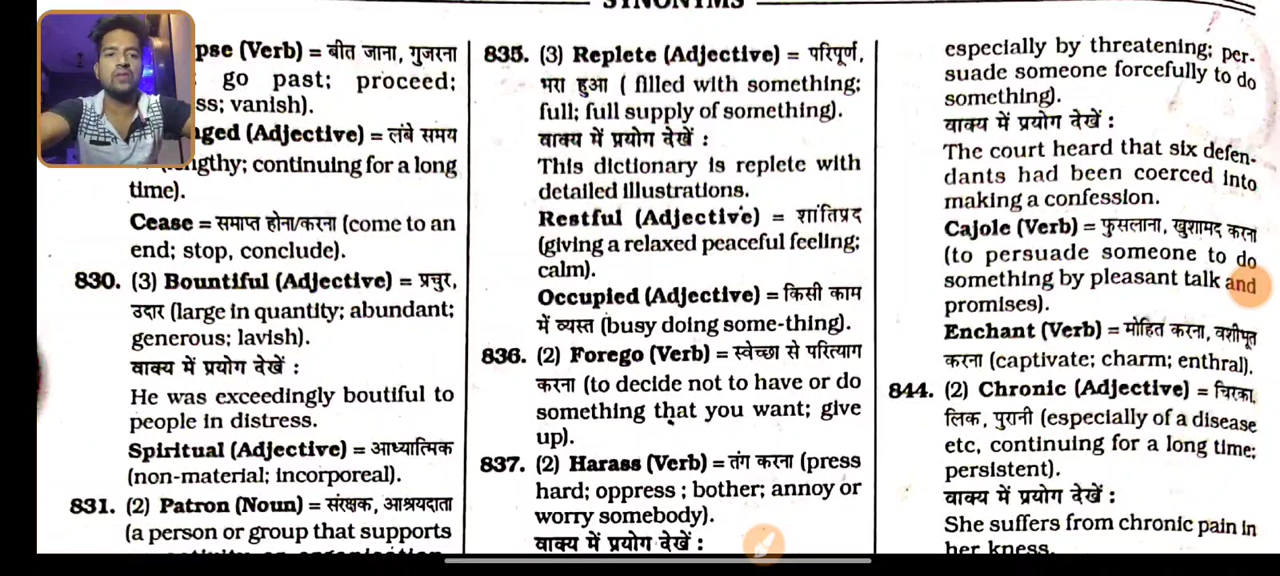 SYNONYMS
pse (Verb) = बीत जाना, गुजरना
go past; proceed;
ss; vanish).
ged (Adjective) = लंबे समय
ngthy; continuing for a long
time).
Cease = समाप्त होना/करना (come to an
end; stop, conclude).
830. (3) Bountiful (Adjective) = प्रचुर,
उदार (large in quantity; abundant;
generous; lavish).
वाक्य में प्रयोग देखें :
He was exceedingly boutiful to
people in distress.
Spiritual (Adjective) = आध्यात्मिक
(non-material; incorporeal).
831. (2) Patron (Noun) = संरक्षक, आश्रयदाता
(a person or group that supports
835. (3) Replete (Adjective) = परिपूर्ण,
भरा हुआ ( filled with something;
full; full supply of something).
वाक्य में प्रयोग देखें :
This dictionary is replete with
detailed illustrations.
Restful (Adjective) = शांतिप्रद
(giving a relaxed peaceful feeling;
calm).
Occupied (Adjective) = किसी काम
में व्यस्त (busy doing some-thing).
836. (2) Forego (Verb) = स्वेच्छा से परित्याग
करना (to decide not to have or do
something that you want; give
up).
837. (2) Harass (Verb) = तंग करना (press
hard; oppress ; bother; annoy or
worry somebody).
वाक्य में प्रयोग देखें :
especially by threatening; per-
suade someone forcefully to do
something).
वाक्य में प्रयोग देखें :
The court heard that six defen-
dants had been coerced into
making a confession.
Cajole (Verb) = फुसलाना, खुशामद करना
(to persuade someone to do
something by pleasant talk and
promises).
Enchant (Verb) = मोहित करना, वशीभूत
करना (captivate; charm; enthral).
844. (2) Chronic (Adjective) = चिरका,
लिक, पुरानी (especially of a disease
etc, continuing for a long time;
persistent).
वाक्य में प्रयोग देखें :
She suffers from chronic pain in
her kness.